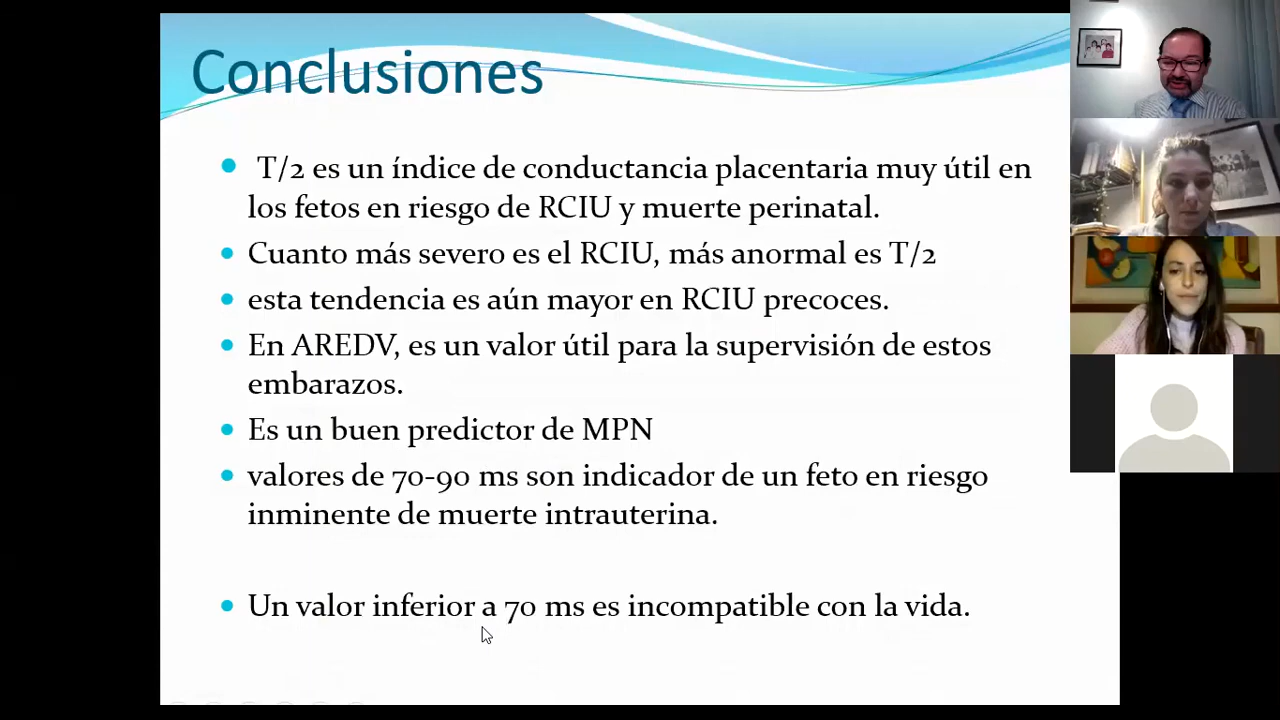 Conclusiones
T/2 es un índice de conductancia placentaria muy útil en
los fetos en riesgo de RCIU y muerte perinatal.
Cuanto más severo es el RCIU, más anormal es T/2
esta tendencia es aún mayor en RCIU precoces.
En AREDV, es un valor útil para la supervisión de estos
embarazos.
Es un buen predictor de MPN
valores de 70-90 ms son indicador de un feto en riesgo
inminente de muerte intrauterina.
Un valor inferior a 70 ms es incompatible con la vida.